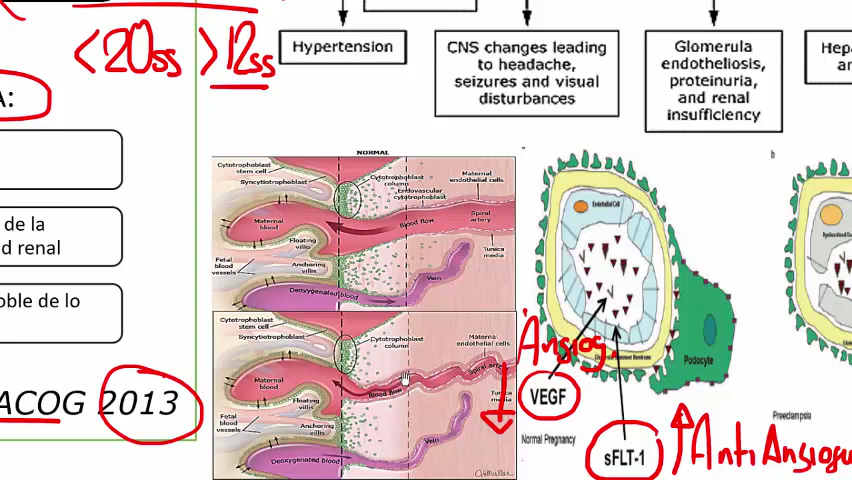 <20ss >12ss
Hypertension
CNS changes leading
to headache,
seizures and visual
disturbances
Glomerula
endotheliosis,
proteinuria,
and renal
insufficiency
Hepa
an
A:
de la
d renal
oble de lo
ACOG 2013
NORMAL
Cytotrophoblast
stem cell
Syncytiotrophoblast
Cytotrophoblast
column
Endovascular
cytotrophoblast
Maternal
endothelial cells
Maternal
blood
Blood flow
Spiral
artery
Floating
villis
Tunica
media
Fetal
blood
vessels
Anchoring
villis
Vein
Deoxygenated blood
Cytotrophoblast
stem cell
Syncytiotrophoblast
Cytotrophoblast
column
Maternal
endothelial cells
Spiral
Maternal
blood
Blood flow
Tunica
media
Floating
villis
Fetal
blood
vessels
Anchoring
villis
Vein
Deoxygenated blood
b
Endothelial Cell
Podocyte
Angiog
VEGF
Normal Pregnancy
sFLT-1
Anti Angiogue
Preeclampsia